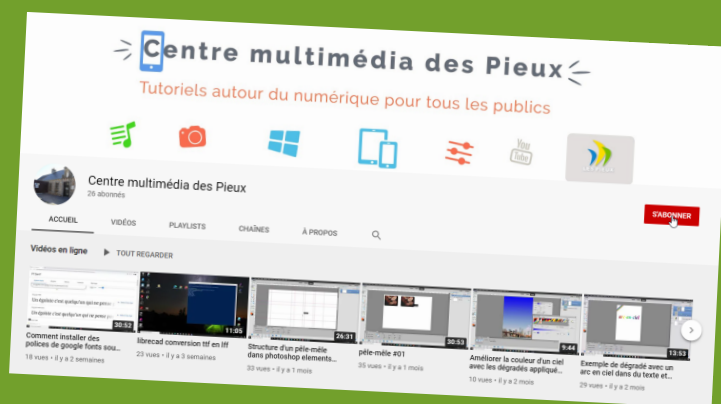 Centre multimédia des Pieux
Tutoriels autour du numérique pour tous les publics
You
Tube
Centre multimédia des Pieux
26 abonnés
S'ABONNER
ACCUEIL VIDÉOS PLAYLISTS CHAÎNES À PROPOS
Vidéos en ligne TOUT REGARDER
30:52
11:05
26:31
30:53
9:44
13:53
Comment installer des
polices de google fonts sou...
18 vues • il y a 2 semaines
librecad conversion ttf en lff
23 vues • il y a 3 semaines
Structure d'un pêle-mêle
dans photoshop elements...
33 vues • il y a 1 mois
pêle-mêle #01
35 vues • il y a 1 mois
Améliorer la couleur d'un ciel
avec les dégradés appliqué...
10 vues • il y a 2 mois
Exemple de dégradé avec un
arc en ciel dans du texte et...
29 vues • il y a 2 mois